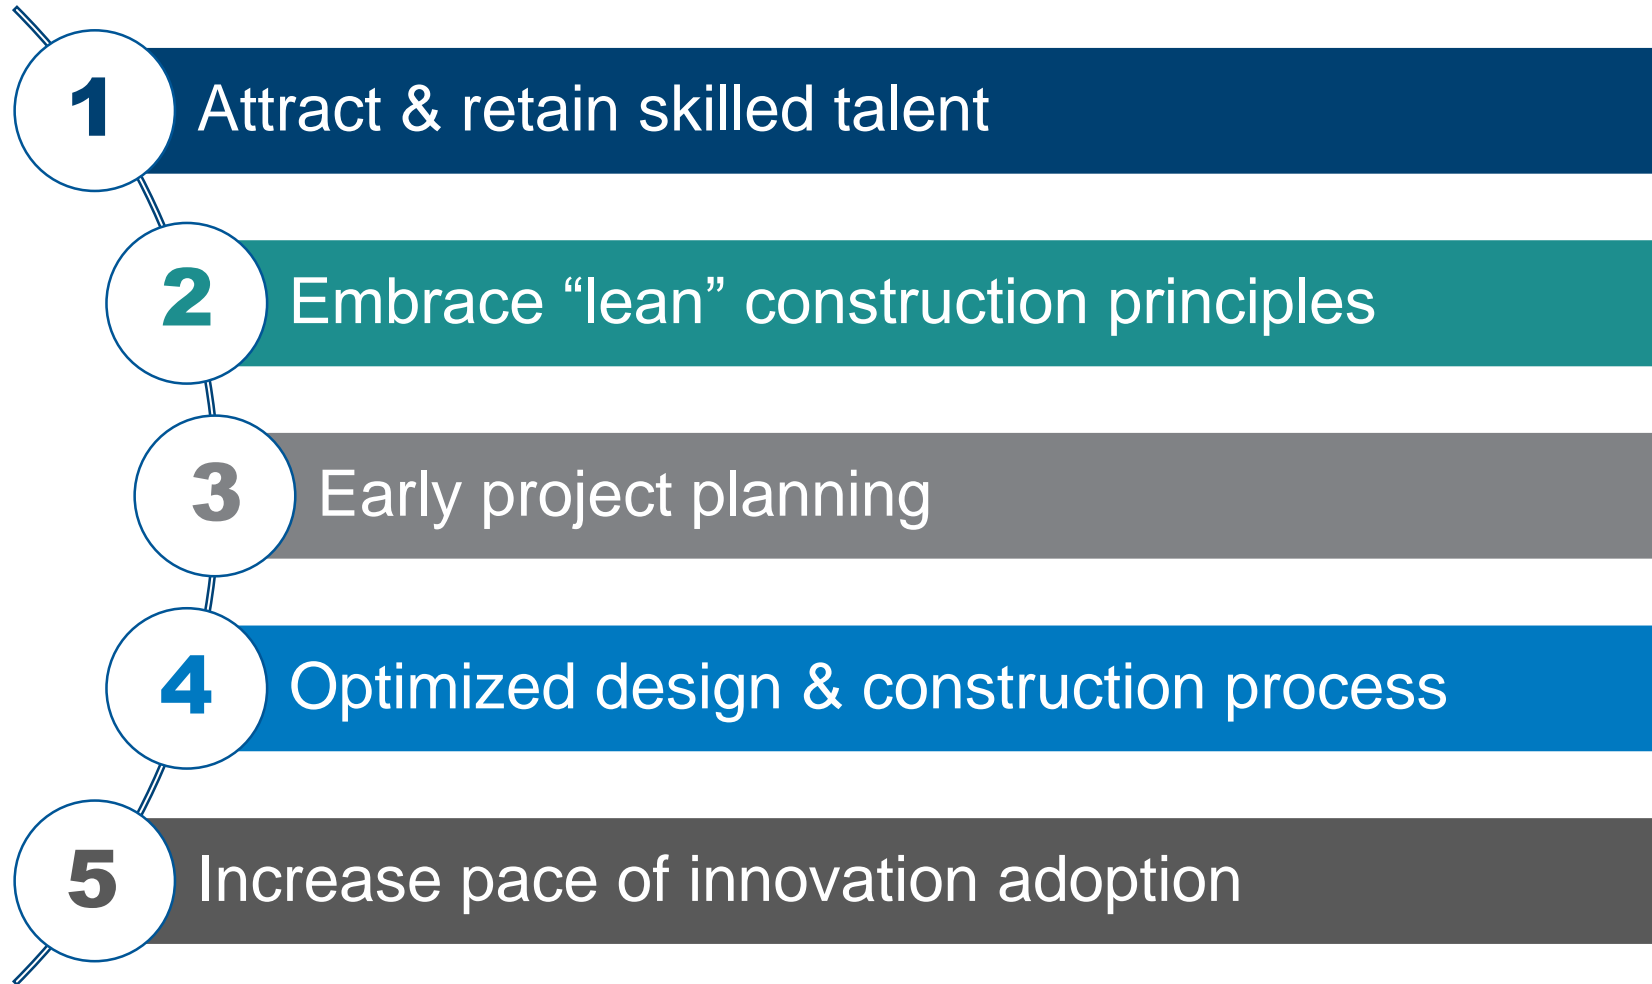 1 Attract & retain skilled talent
2 Embrace “lean” construction principles
3 Early project planning
4 Optimized design & construction process
5 Increase pace of innovation adoption